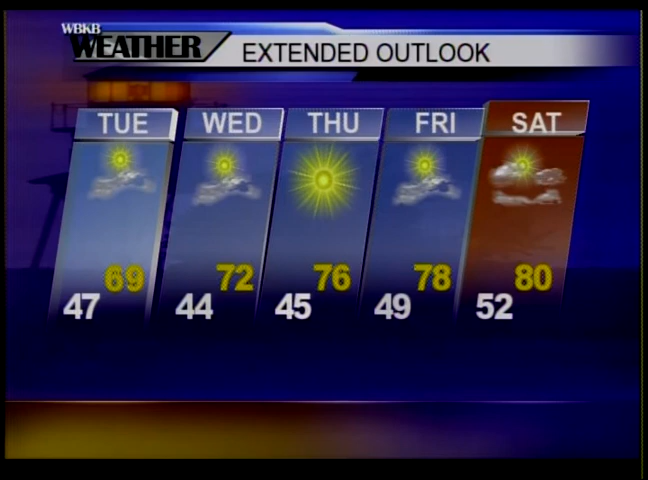 WBKB
WEATHER EXTENDED OUTLOOK
TUE WED THU FRI SAT
69 72 76 78 80
47 44 45 49 52